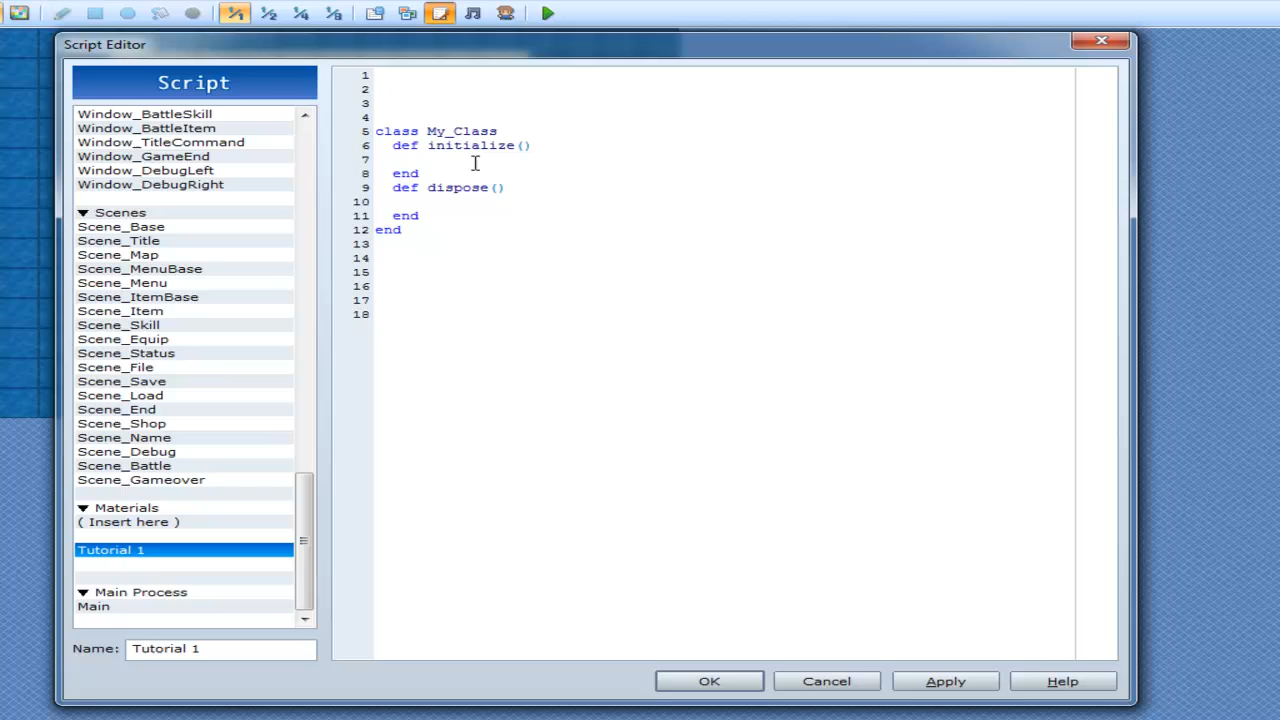 Script Editor
Script
Window_BattleSkill
Window_BattleItem
Window_TitleCommand
Window_GameEnd
Window_DebugLeft
Window_DebugRight
▼ Scenes
Scene_Base
Scene_Title
Scene_Map
Scene_MenuBase
Scene_Menu
Scene_ItemBase
Scene_Item
Scene_Skill
Scene_Equip
Scene_Status
Scene_File
Scene_Save
Scene_Load
Scene_End
Scene_Shop
Scene_Name
Scene_Debug
Scene_Battle
Scene_Gameover
▼ Materials
( Insert here )
Tutorial 1
▼ Main Process
Main
Name: Tutorial 1
1
2
3
4
5 class My_Class
6 def initialize()
7
8 end
9 def dispose()
10
11 end
12 end
13
14
15
16
17
18
OK Cancel Apply Help